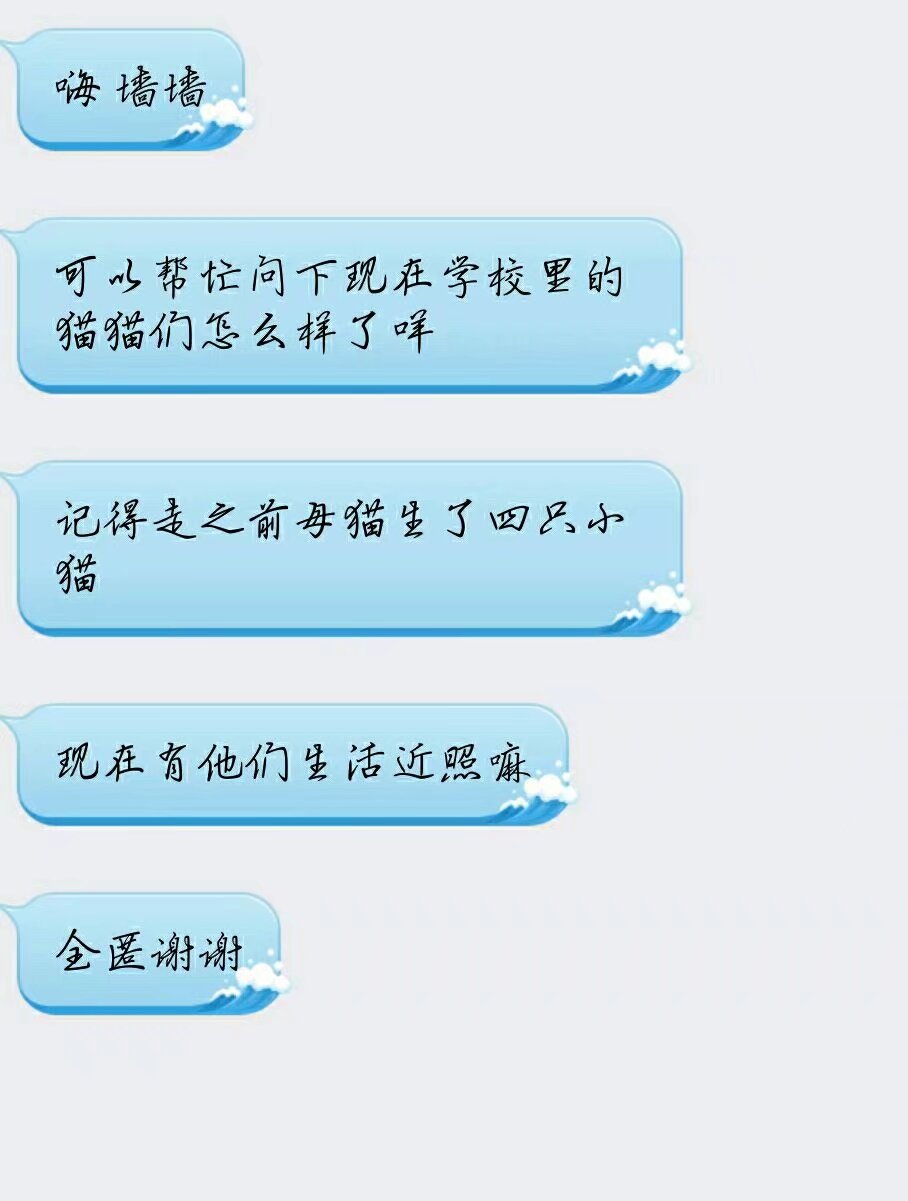 嗨 墙墙
可以帮忙问下现在学校里的
猫猫们怎么样了咩
记得走之前母猫生了四只小
猫
现在有他们生活近照嘛
全匿谢谢